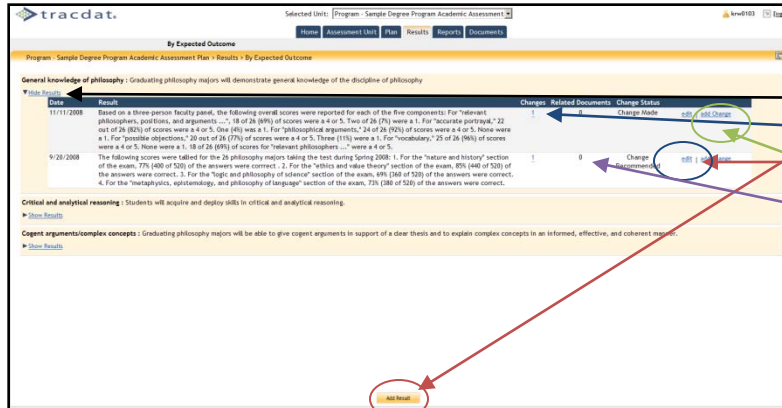 tracdat.
Selected Unit: Program - Sample Degree Program Academic Assessment
krw0103
Home Assessment Unit Plan Results Reports Documents
By Expected Outcome
Program - Sample Degree Program Academic Assessment Plan > Results > By Expected Outcome
General knowledge of philosophy : Graduating philosophy majors will demonstrate general knowledge of the discipline of philosophy
Hide Results
Date Result Changes Related Documents Change Status
11/11/2008 Based on a three-person faculty panel, the following overall scores were reported for each of the five components: For "relevant 1 0 Change Made edit | add Change
philosophers, positions, and arguments ...", 18 of 26 (69%) of scores were a 4 or 5. Two of 26 (7%) were a 1. For "accurate portrayal," 22
out of 26 (82%) of scores were a 4 or 5. One (4%) was a 1. For "philosophical arguments," 24 of 26 (92%) of scores were a 4 or 5. None were
a 1. For "possible objections," 20 out of 26 (77%) of scores were a 4 or 5. Three (11%) were a 1. For "vocabulary," 25 of 26 (96%) of scores
were a 4 or 5. None were a 1. 18 of 26 (69%) of scores for "relevant philosophers ..." were a 4 or 5.
9/20/2008 The following scores were tallied for the 26 philosophy majors taking the test during Spring 2008: 1. For the "nature and history" section 1 0 Change edit | add Change
of the exam, 77% (400 of 520) of the answers were correct . 2. For the "ethics and value theory" section of the exam, 85% (440 of 520) of Recommended
the answers were correct. 3. For the "logic and philosophy of science" section of the exam, 69% (360 of 520) of the answers were correct.
4. For the "metaphysics, epistemology, and philosophy of language" section of the exam, 73% (380 of 520) of the answers were correct.
Critical and analytical reasoning : Students will acquire and deploy skills in critical and analytical reasoning.
Show Results
Cogent arguments/complex concepts : Graduating philosophy majors will be able to give cogent arguments in support of a clear thesis and to explain complex concepts in an informed, effective, and coherent manner.
Show Results
Add Result